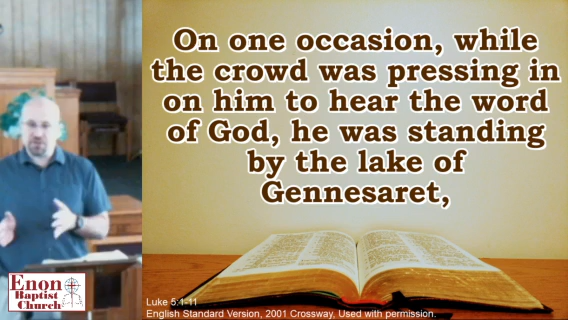 On one occasion, while
the crowd was pressing in
on him to hear the word
of God, he was standing
by the lake of
Gennesaret,
Luke 5:1-11
English Standard Version, 2001 Crossway, Used with permission.
Enon
Baptist
Church